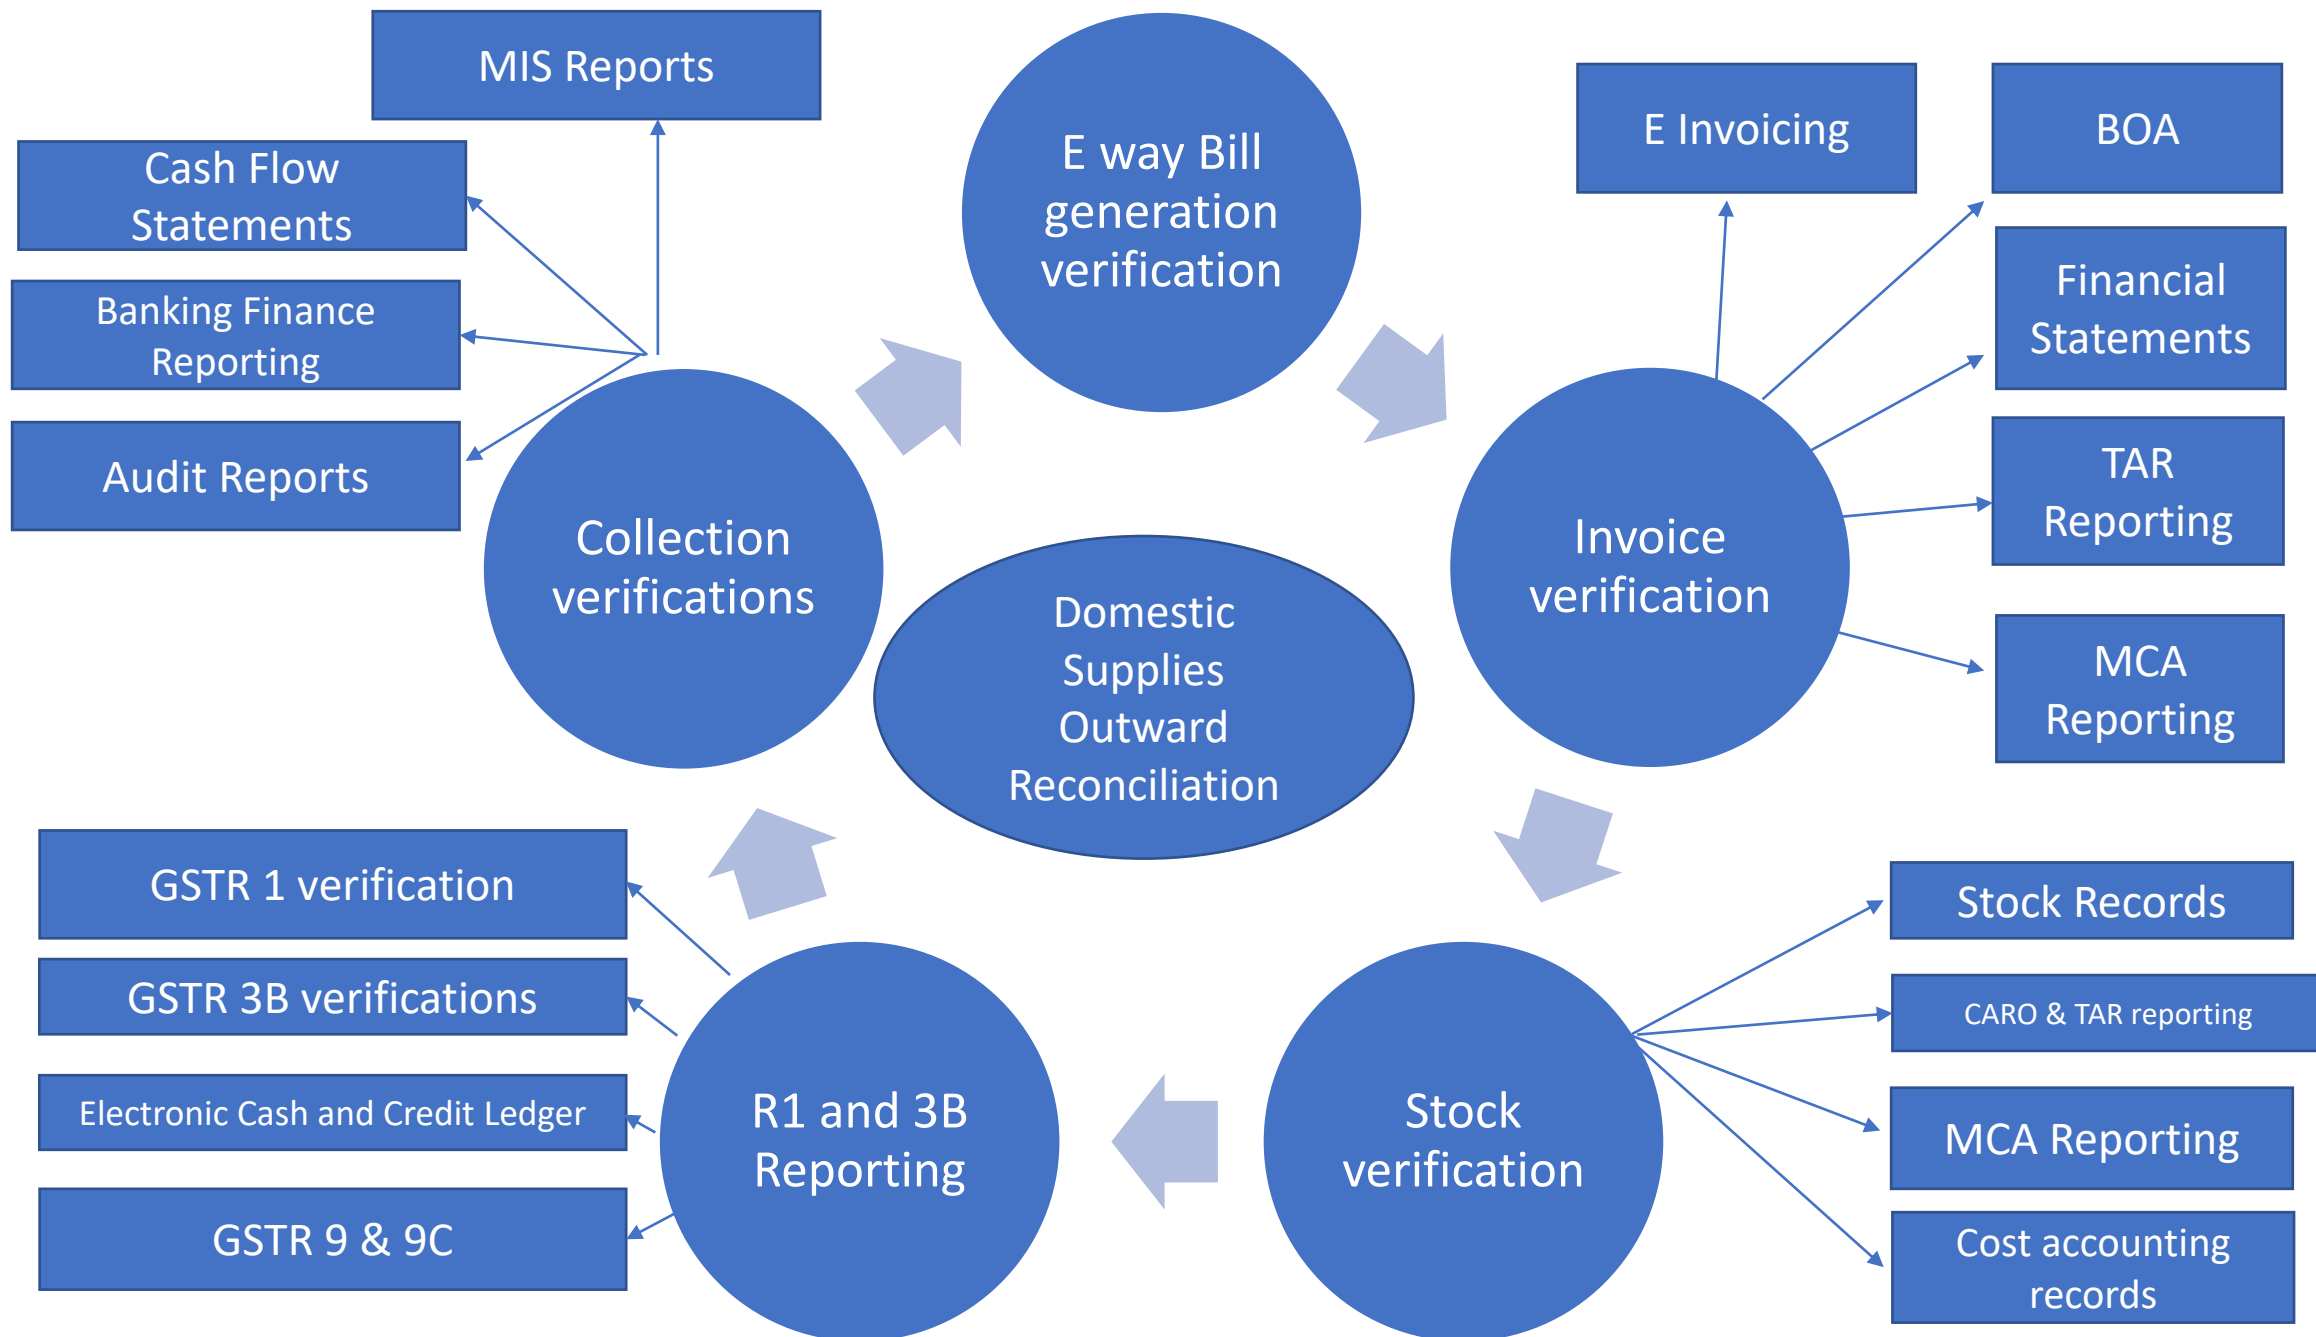 MIS Reports
Cash Flow
Statements
Banking Finance
Reporting
Audit Reports
E way Bill
generation
verification
E Invoicing
BOA
Financial
Statements
TAR
Reporting
MCA
Reporting
Collection
verifications
Invoice
verification
Domestic
Supplies
Outward
Reconciliation
GSTR 1 verification
GSTR 3B verifications
Electronic Cash and Credit Ledger
GSTR 9 & 9C
R1 and 3B
Reporting
Stock
verification
Stock Records
CARO & TAR reporting
MCA Reporting
Cost accounting
records